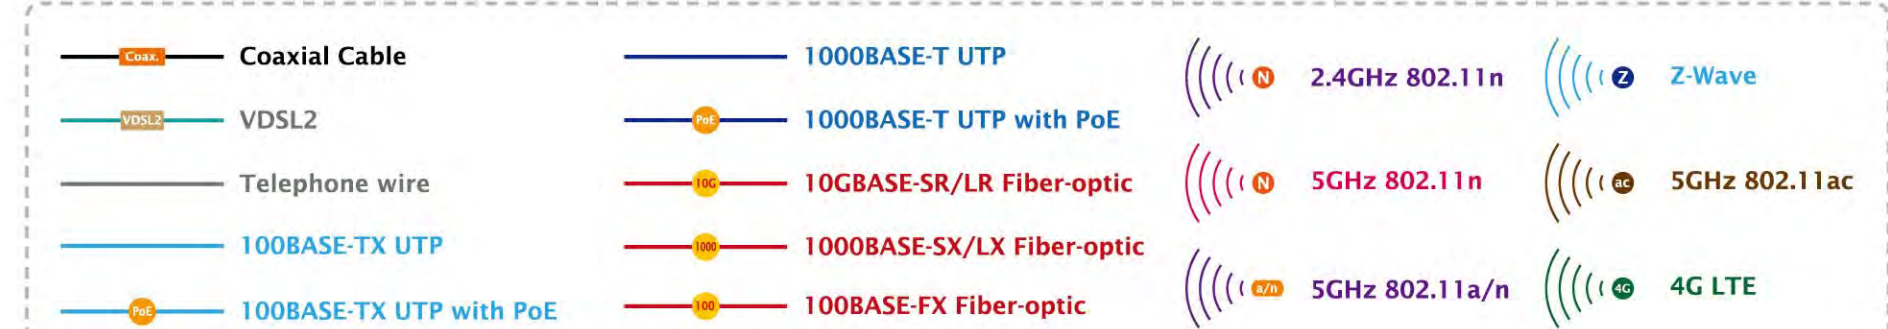 Coax. Coaxial Cable
VDSL2 VDSL2
Telephone wire
100BASE-TX UTP
PoE 100BASE-TX UTP with PoE
1000BASE-T UTP
PoE 1000BASE-T UTP with PoE
10G 10GBASE-SR/LR Fiber-optic
1000 1000BASE-SX/LX Fiber-optic
100 100BASE-FX Fiber-optic
N 2.4GHz 802.11n
N 5GHz 802.11n
a/n 5GHz 802.11a/n
Z Z-Wave
ac 5GHz 802.11ac
4G 4G LTE